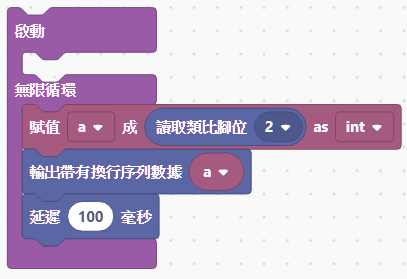 啟動
無限循環
賦值 a 成 讀取類比腳位 2 as int
輸出帶有換行序列數據 a
延遲 100 毫秒